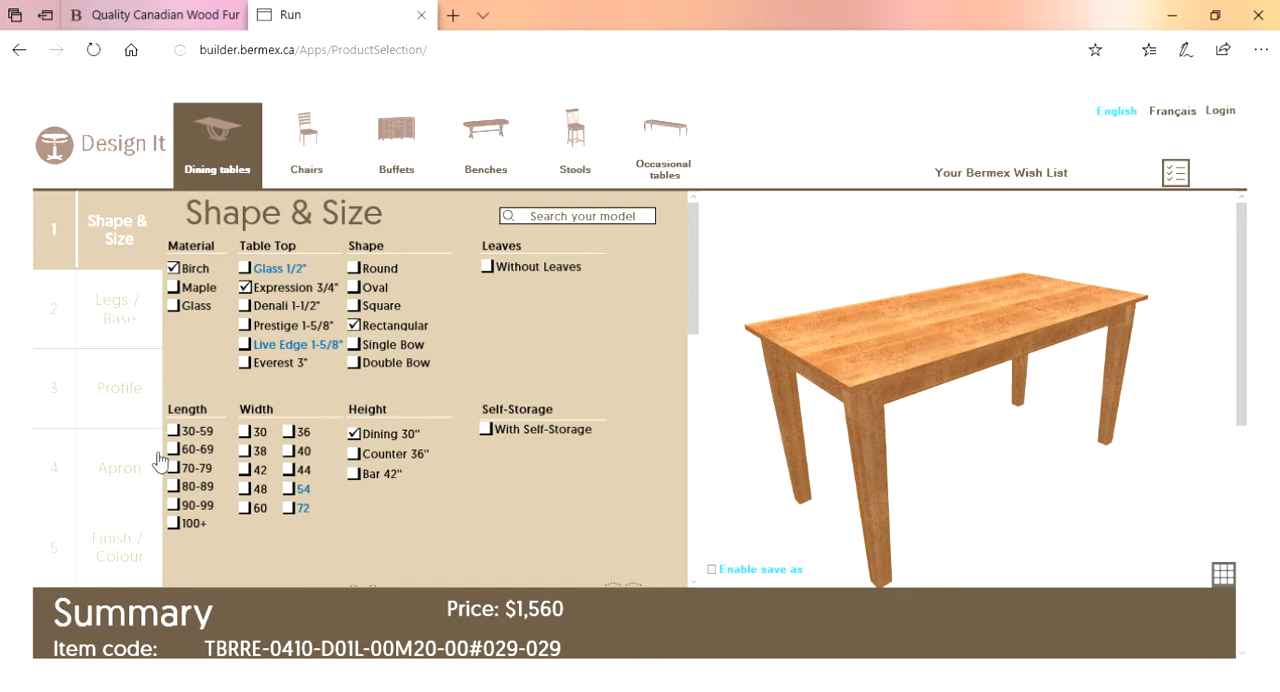 B Quality Canadian Wood Fur
Run
builder.bermex.ca/Apps/ProductSelection/
English Français Login
Design It
Dining tables
Chairs
Buffets
Benches
Stools
Occasional
tables
Your Bermex Wish List
1 Shape &
Size
2 Legs /
Base
3 Profile
4 Apron
5 Finish /
Colour
Shape & Size
Search your model
Material
Birch
Maple
Glass
Table Top
Glass 1/2"
Expression 3/4"
Denali 1-1/2"
Prestige 1-5/8"
Live Edge 1-5/8"
Everest 3"
Shape
Round
Oval
Square
Rectangular
Single Bow
Double Bow
Leaves
Without Leaves
Length
30-59
60-69
70-79
80-89
90-99
100+
Width
30 36
38 40
42 44
48 54
60 72
Height
Dining 30"
Counter 36"
Bar 42"
Self-Storage
With Self-Storage
Enable save as
Summary
Price: $1,560
Item code: TBRRE-0410-D01L-00M20-00#029-029